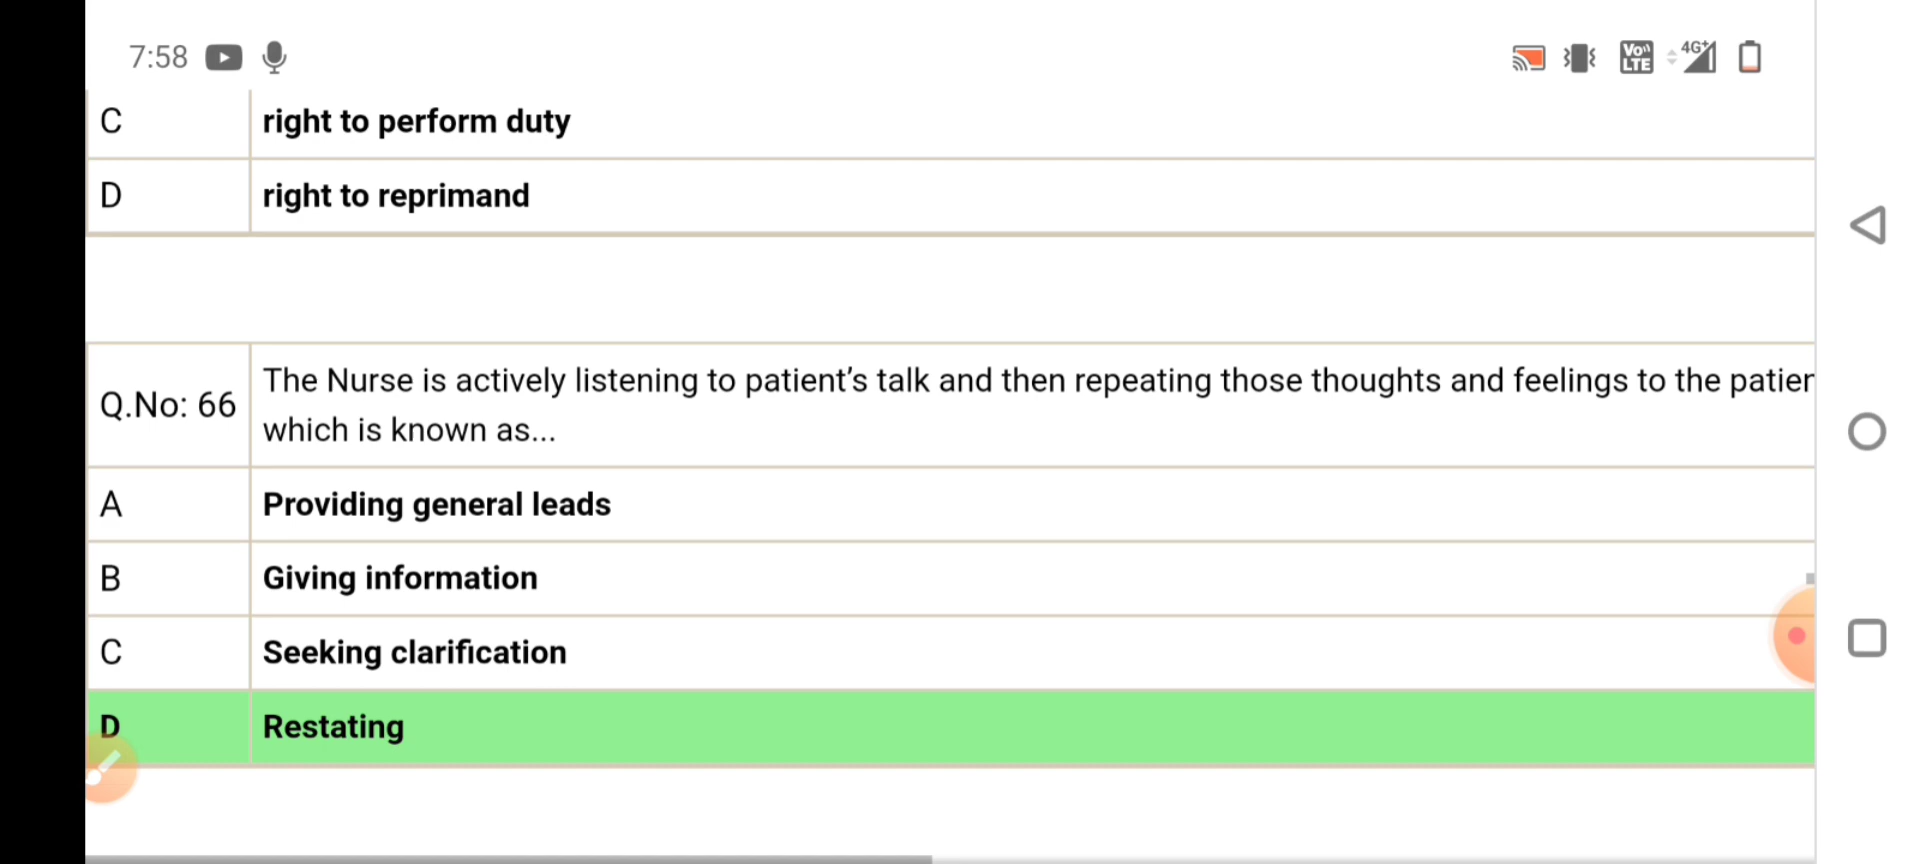 7:58
Vo LTE 4G+
C right to perform duty
D right to reprimand
Q.No: 66 The Nurse is actively listening to patient's talk and then repeating those thoughts and feelings to the
which is known as...
A Providing general leads
B Giving information
C Seeking clarification
D Restating